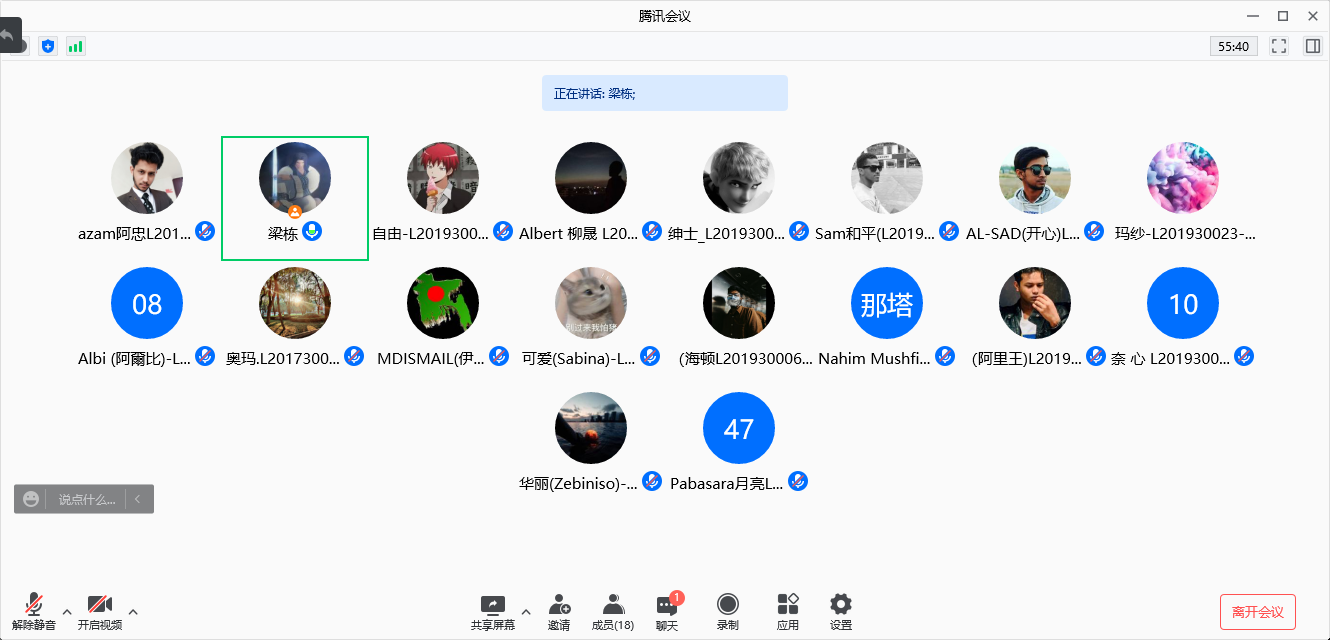 腾讯会议
55:40
正在讲话: 梁栋;
azam阿忠L201...
梁栋
自由-L2019300...
Albert 柳晟 L20...
绅士_L2019300...
Sam和平(L2019...
AL-SAD(开心)L...
玛纱-L201930023-...
08
那塔
10
Albi (阿爾比)-L...
奥玛.L2017300...
MDISMAIL(伊...
可爱(Sabina)-L...
(海顿L201930006...
Nahim Mushfi...
(阿里王)L2019...
奈 心 L2019300...
47
华丽(Zebiniso)-...
Pabasara月亮L...
说点什么...
1
解除静音
开启视频
共享屏幕
邀请
成员(18)
聊天
录制
应用
设置
离开会议